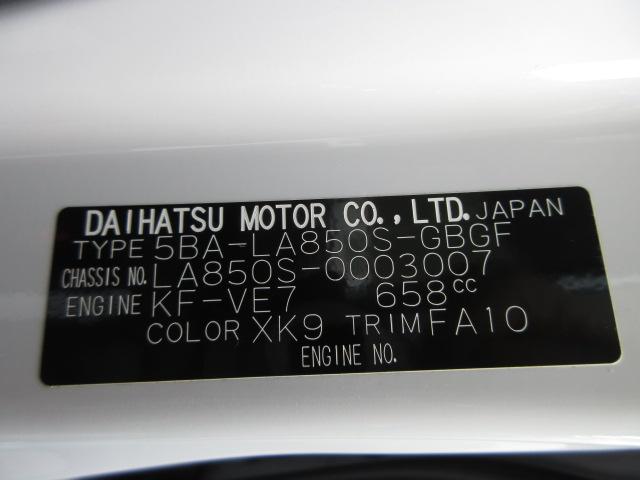 DAIHATSU MOTOR CO., LTD. JAPAN
TYPE 5BA-LA850S-GBGF
CHASSIS NO. LA850S-0003007
ENGINE KF-VE7 658cc
COLOR XK9 TRIM FA10
ENGINE NO.